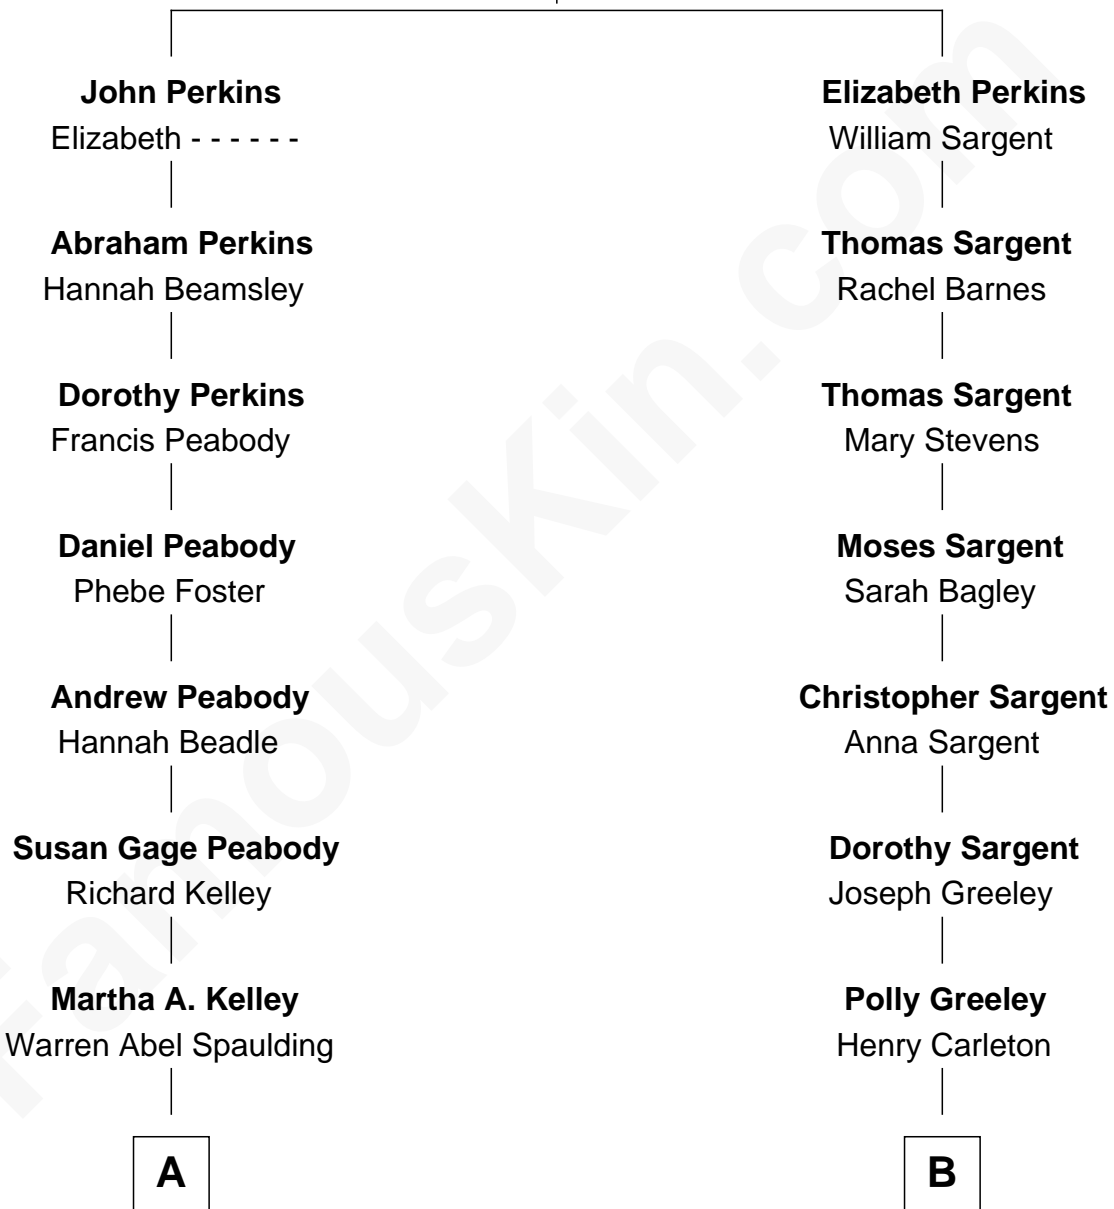 John Perkins
Elizabeth - - - - - -
Abraham Perkins
Hannah Beamsley
Dorothy Perkins
Francis Peabody
Daniel Peabody
Phebe Foster
Andrew Peabody
Hannah Beadle
Susan Gage Peabody
Richard Kelley
Martha A. Kelley
Warren Abel Spaulding
A
Elizabeth Perkins
William Sargent
Thomas Sargent
Rachel Barnes
Thomas Sargent
Mary Stevens
Moses Sargent
Sarah Bagley
Christopher Sargent
Anna Sargent
Dorothy Sargent
Joseph Greeley
Polly Greeley
Henry Carleton
B
FamousKin.com